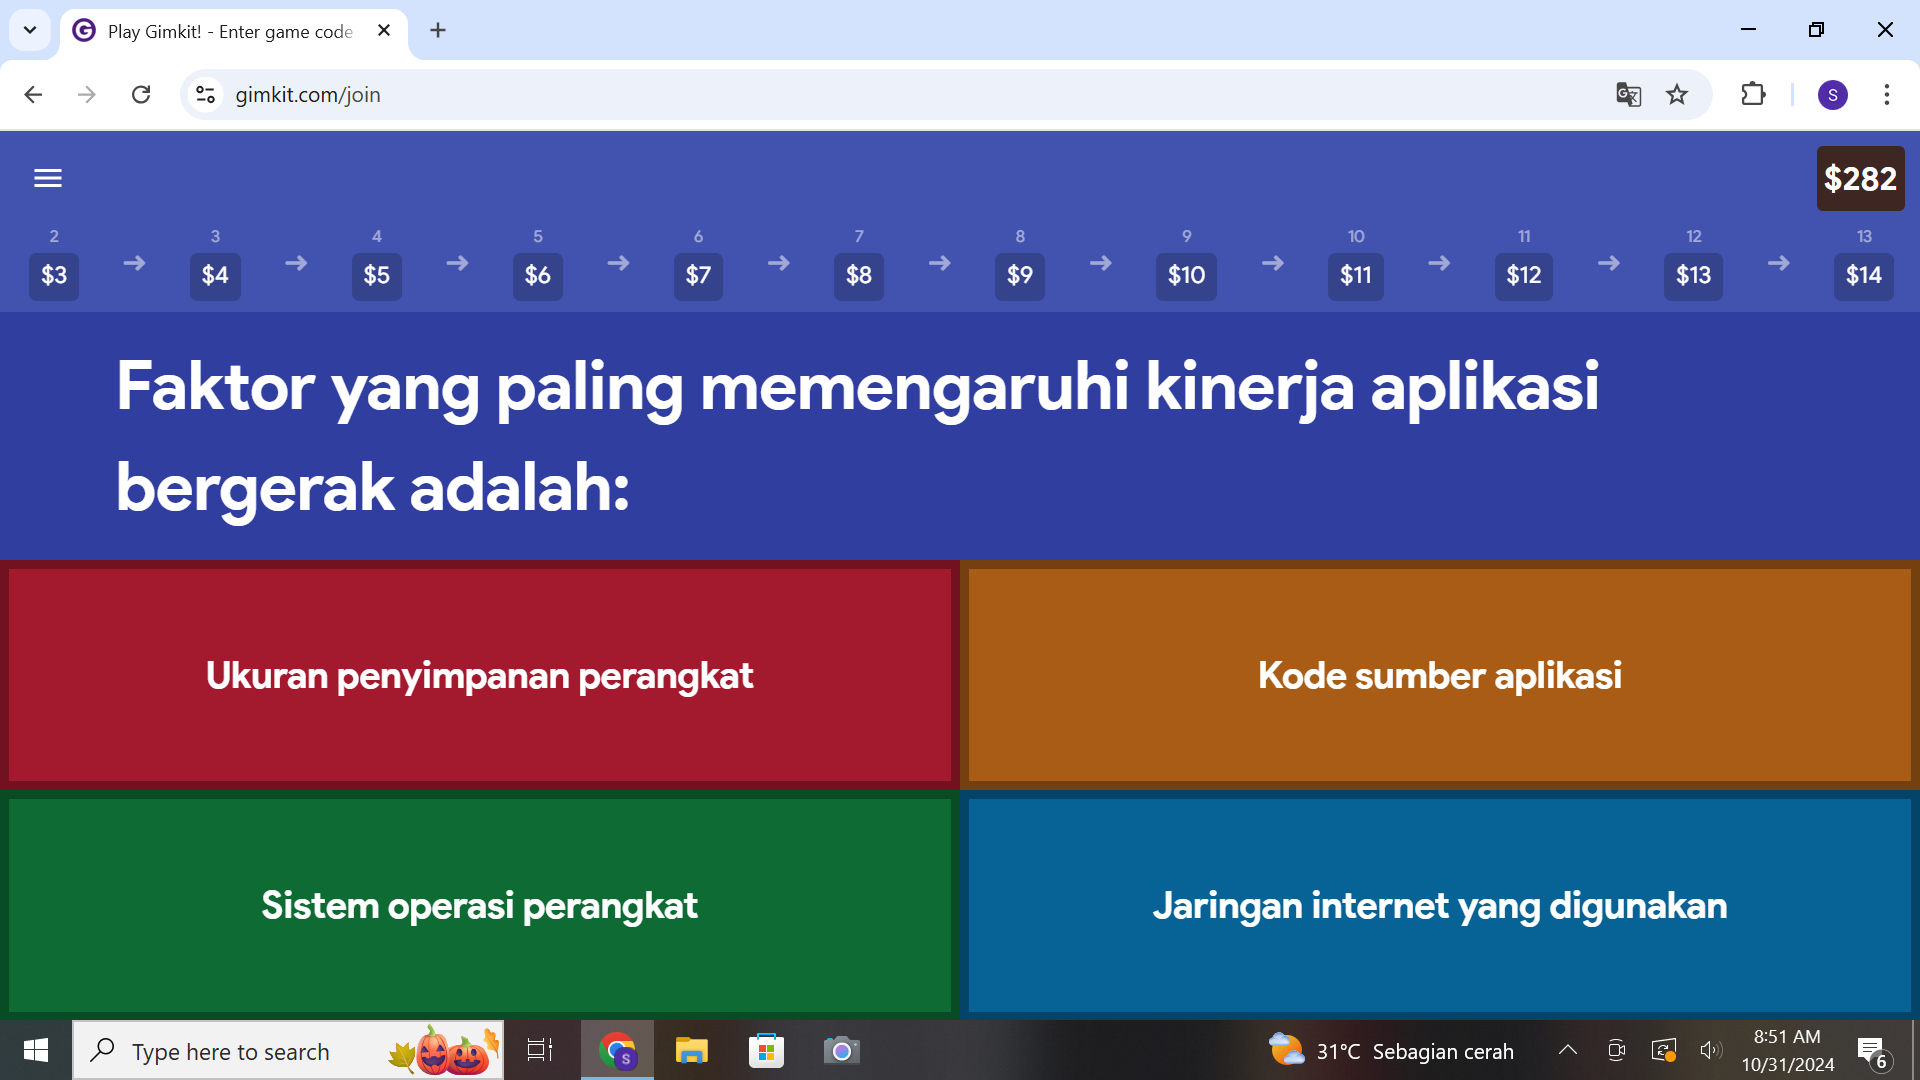 Play Gimkit! - Enter game code
gimkit.com/join
S
$282
2 3 4 5 6 7 8 9 10 11 12 13
$3 $4 $5 $6 $7 $8 $9 $10 $11 $12 $13 $14
Faktor yang paling memengaruhi kinerja aplikasi
bergerak adalah:
Ukuran penyimpanan perangkat
Kode sumber aplikasi
Sistem operasi perangkat
Jaringan internet yang digunakan
Type here to search
S
31°C Sebagian cerah
8:51 AM
10/31/2024
6